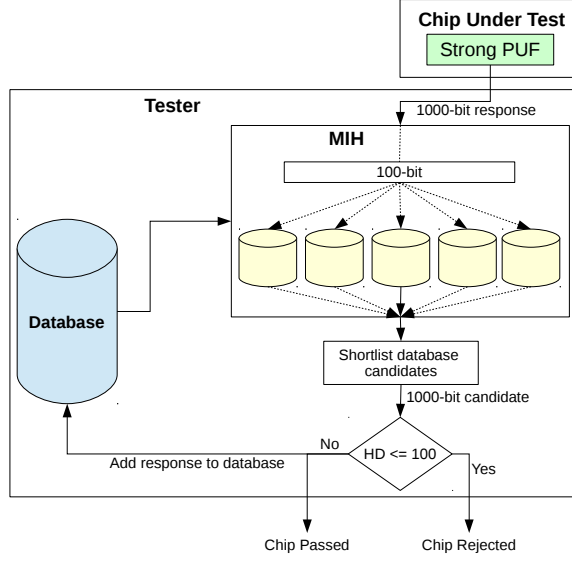 Chip Under Test
Strong PUF
Tester
1000-bit response
MIH
100-bit
Database
Shortlist database
candidates
1000-bit candidate
HD <= 100
No
Yes
Add response to database
Chip Passed
Chip Rejected